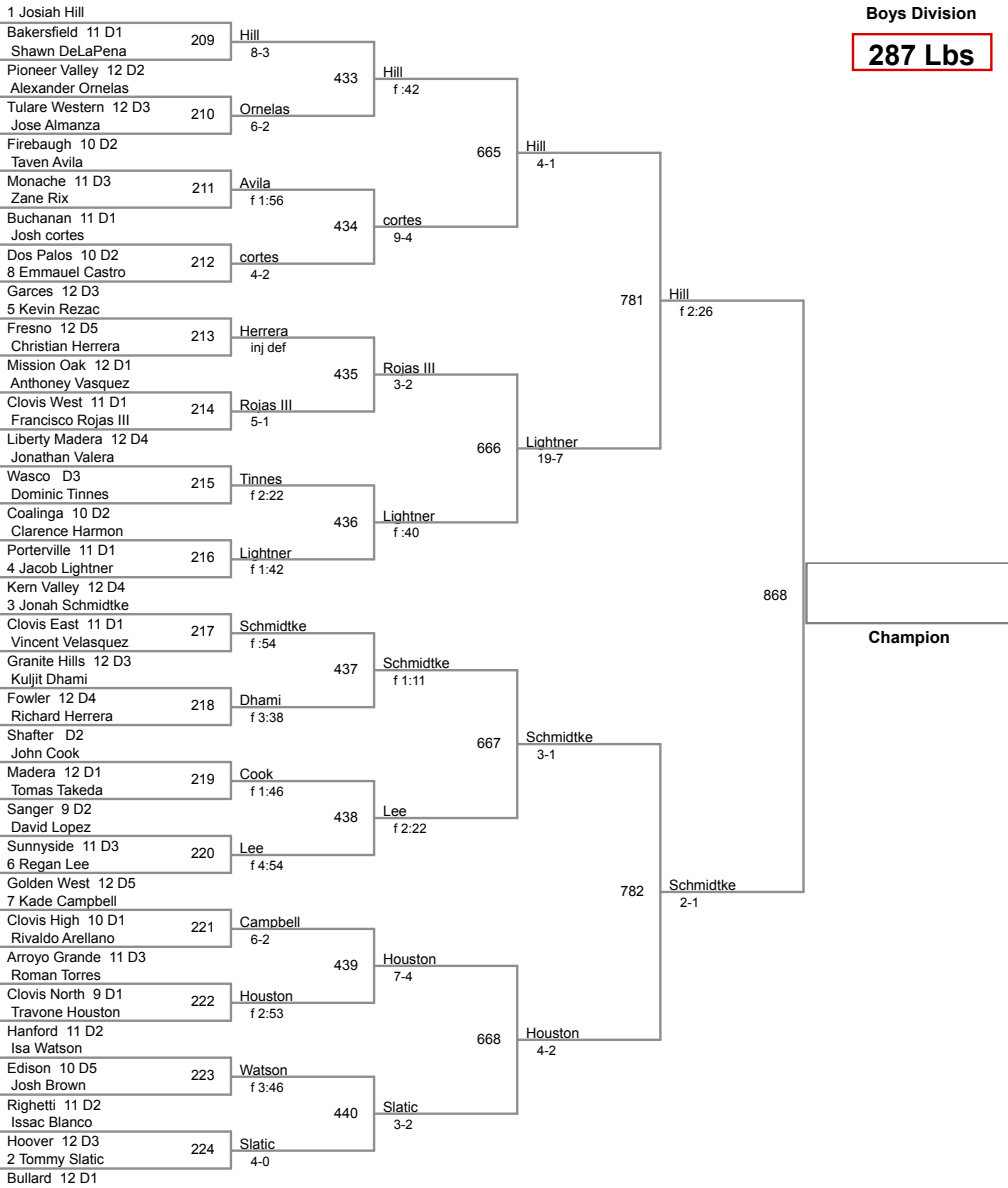 1 Josiah Hill
Bakersfield 11 D1
Shawn DeLaPena
Pioneer Valley 12 D2
Alexander Ornelas
Tulare Western 12 D3
Jose Almanza
Firebaugh 10 D2
Taven Avila
Monache 11 D3
Zane Rix
Buchanan 11 D1
Josh cortes
Dos Palos 10 D2
8 Emmauel Castro
Garces 12 D3
5 Kevin Rezac
Fresno 12 D5
Christian Herrera
Mission Oak 12 D1
Anthoney Vasquez
Clovis West 11 D1
Francisco Rojas III
Liberty Madera 12 D4
Jonathan Valera
Wasco D3
Dominic Tinnes
Coalinga 10 D2
Clarence Harmon
Porterville 11 D1
4 Jacob Lightner
Kern Valley 12 D4
3 Jonah Schmidtke
Clovis East 11 D1
Vincent Velasquez
Granite Hills 12 D3
Kuljit Dhami
Fowler 12 D4
Richard Herrera
Shafter D2
John Cook
Madera 12 D1
Tomas Takeda
Sanger 9 D2
David Lopez
Sunnyside 11 D3
6 Regan Lee
Golden West 12 D5
7 Kade Campbell
Clovis High 10 D1
Rivaldo Arellano
Arroyo Grande 11 D3
Roman Torres
Clovis North 9 D1
Travone Houston
Hanford 11 D2
Isa Watson
Edison 10 D5
Josh Brown
Righetti 11 D2
Issac Blanco
Hoover 12 D3
2 Tommy Slatic
Bullard 12 D1
209
210
211
212
213
214
215
216
217
218
219
220
221
222
223
224
Hill
8-3
Ornelas
6-2
Avila
f 1:56
cortes
4-2
Herrera
inj def
Rojas III
5-1
Tinnes
f 2:22
Lightner
f 1:42
Schmidtke
f :54
Dhami
f 3:38
Cook
f 1:46
Lee
f 4:54
Campbell
6-2
Houston
f 2:53
Watson
f 3:46
Slatic
4-0
433
434
435
436
437
438
439
440
Hill
f :42
cortes
9-4
Rojas III
3-2
Lightner
f :40
Schmidtke
f 1:11
Lee
f 2:22
Houston
7-4
Slatic
3-2
665
666
667
668
Hill
4-1
Lightner
19-7
Schmidtke
3-1
Houston
4-2
781
782
Hill
f 2:26
Schmidtke
2-1
868
Champion
Boys Division
287 Lbs